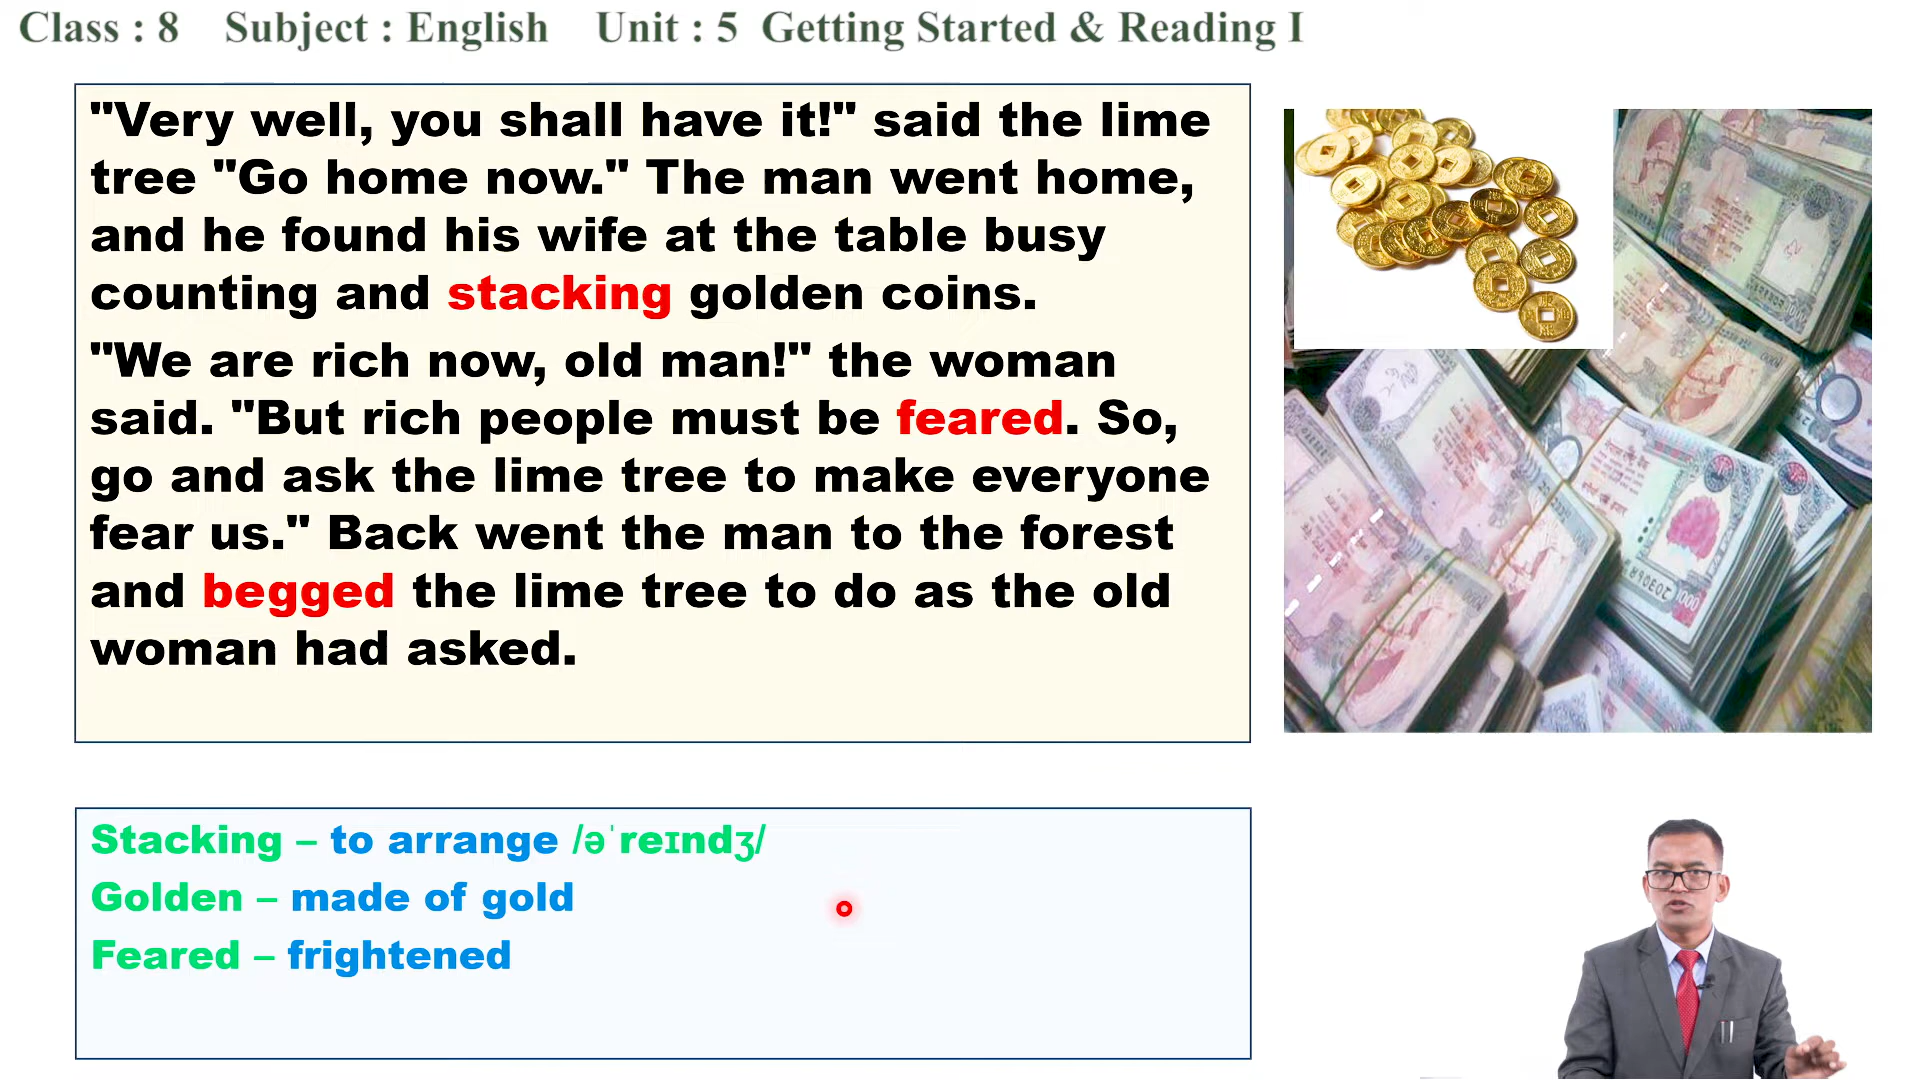 Class : 8 Subject : English Unit : 5 Getting Started & Reading I
"Very well, you shall have it!" said the lime
tree "Go home now." The man went home,
and he found his wife at the table busy
counting and stacking golden coins.
"We are rich now, old man!" the woman
said. "But rich people must be feared. So,
go and ask the lime tree to make everyone
fear us." Back went the man to the forest
and begged the lime tree to do as the old
woman had asked.
Stacking – to arrange /əˈreɪndʒ/
Golden – made of gold
Feared – frightened